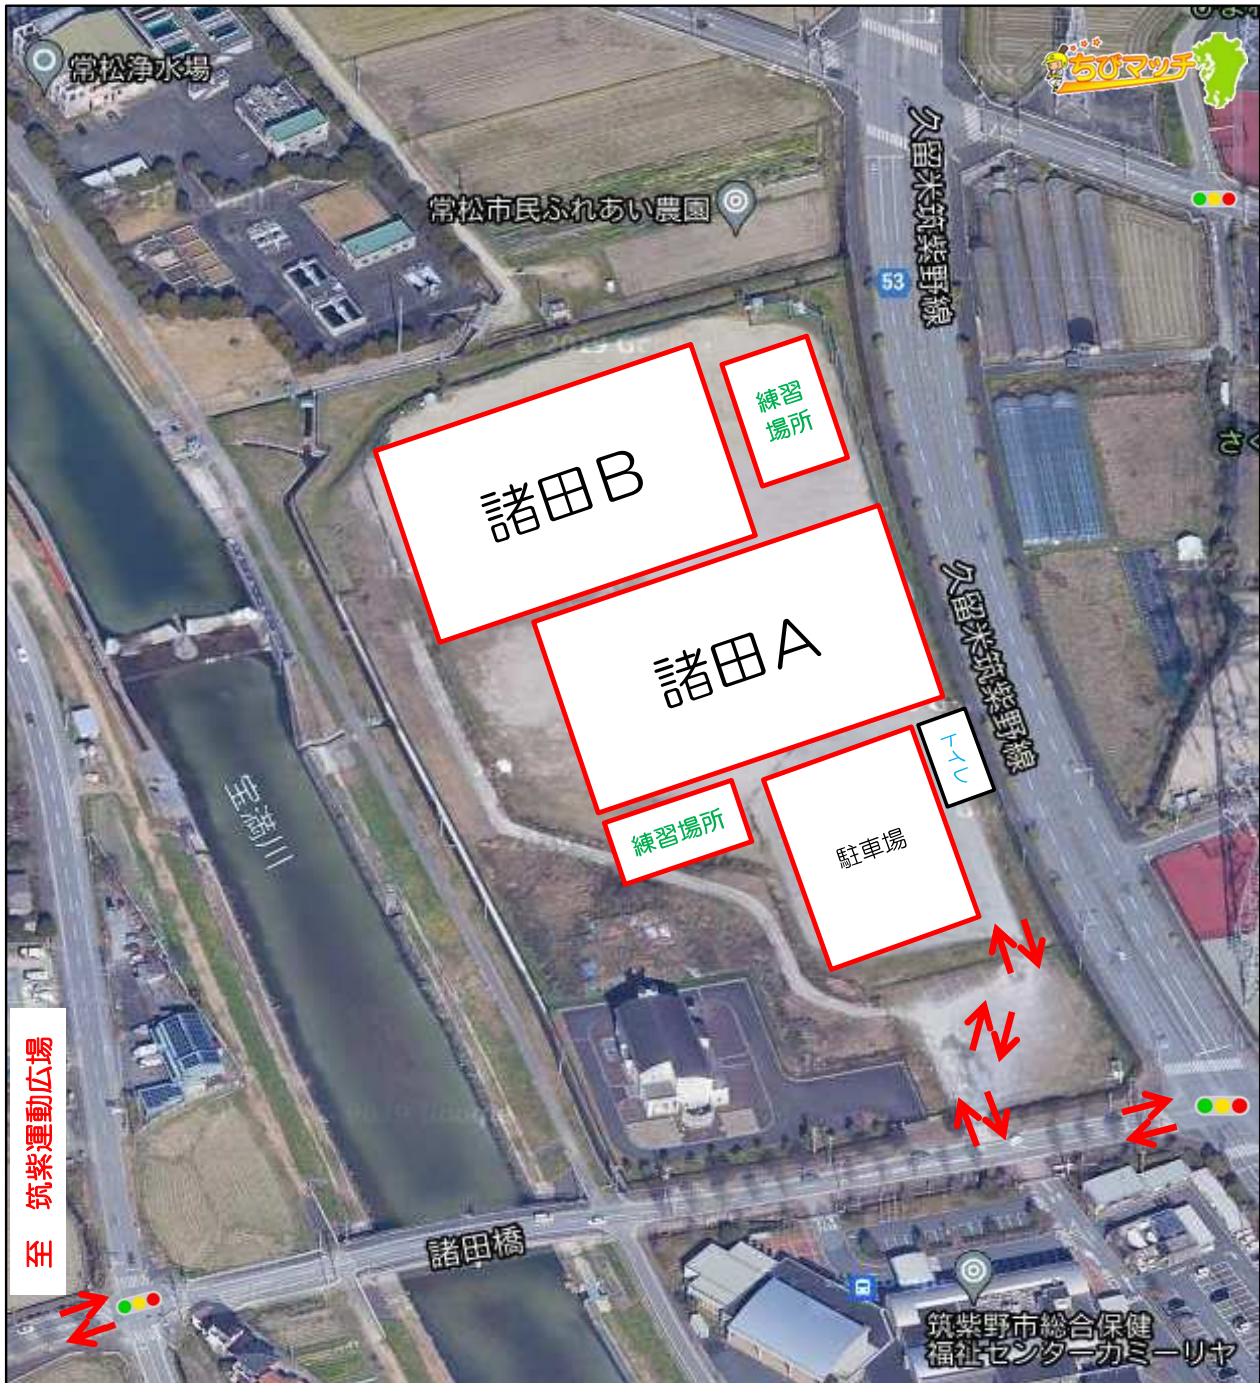 常松浄水場
ちびマッチ
久留米筑紫野線
常松市民ふれあい農園
53
練習
場所
諸田B
諸田A
久留米筑紫野線
トイレ
宝満川
練習場所
駐車場
至 筑紫運動広場
諸田橋
筑紫野市総合保健
福祉センターカミーリヤ